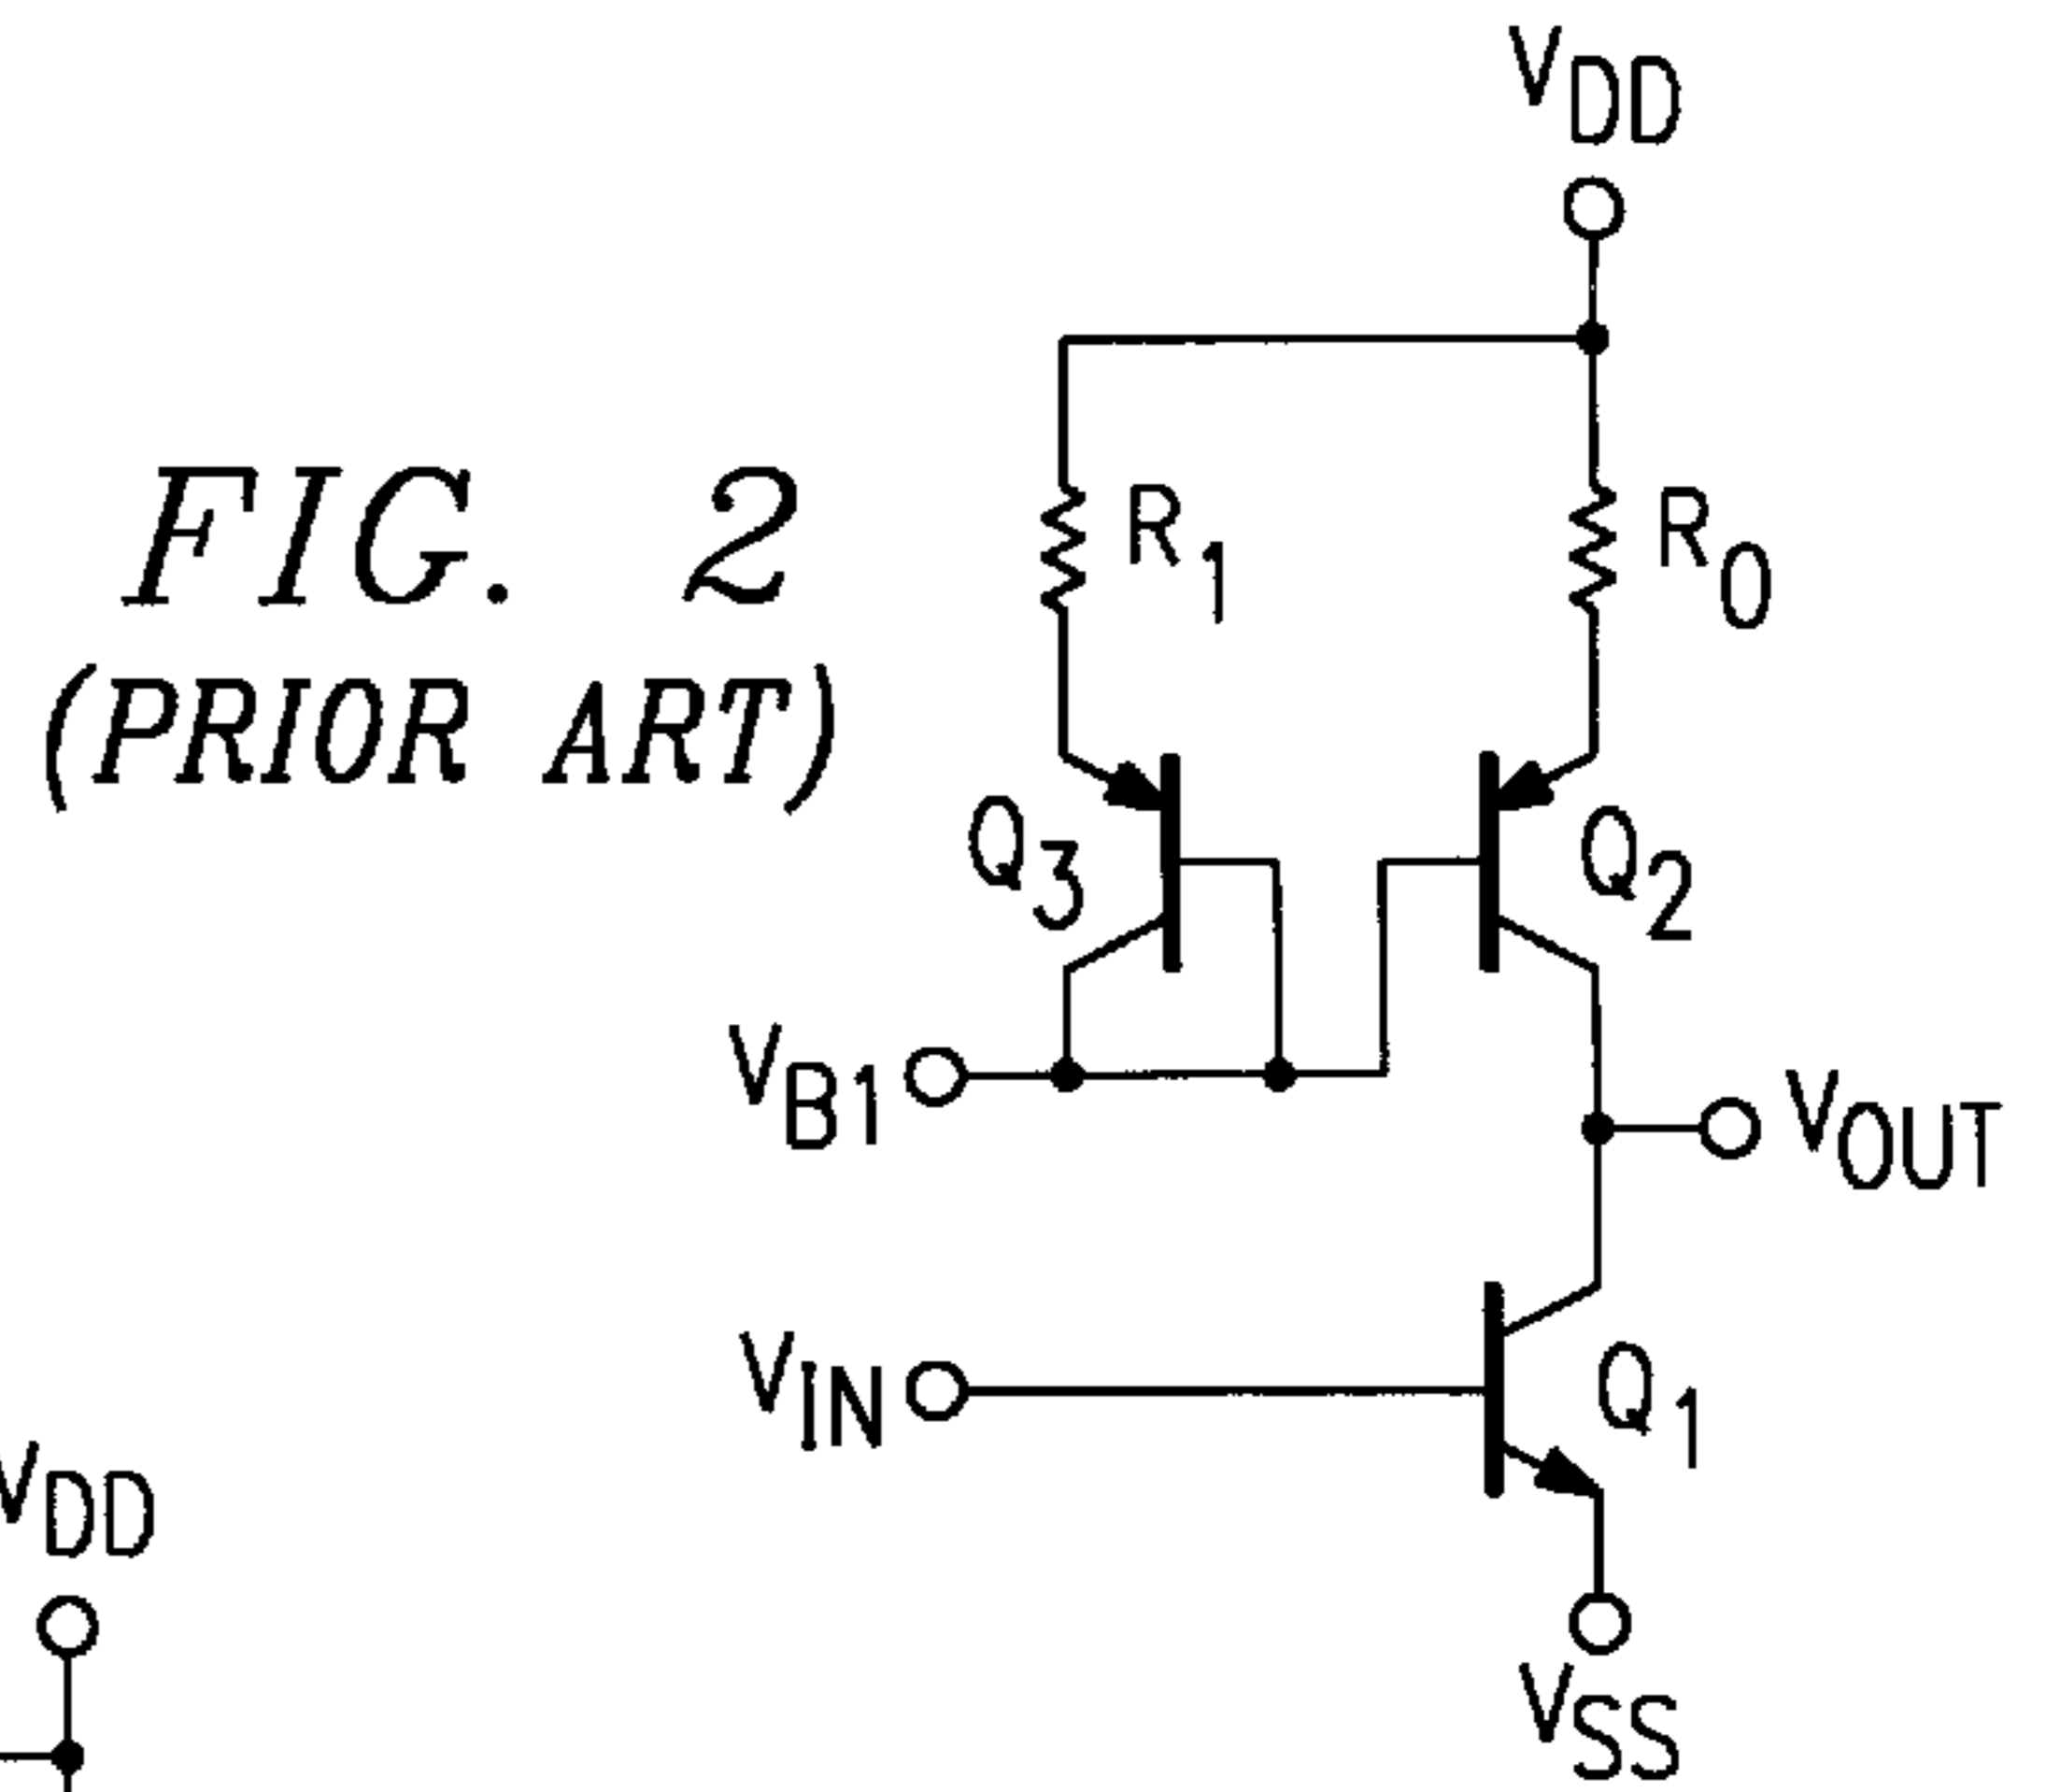 VDD
FIG. 2
(PRIOR ART)
R1
R0
Q3
Q2
VB1
VOUT
VIN
Q1
VDD
VSS